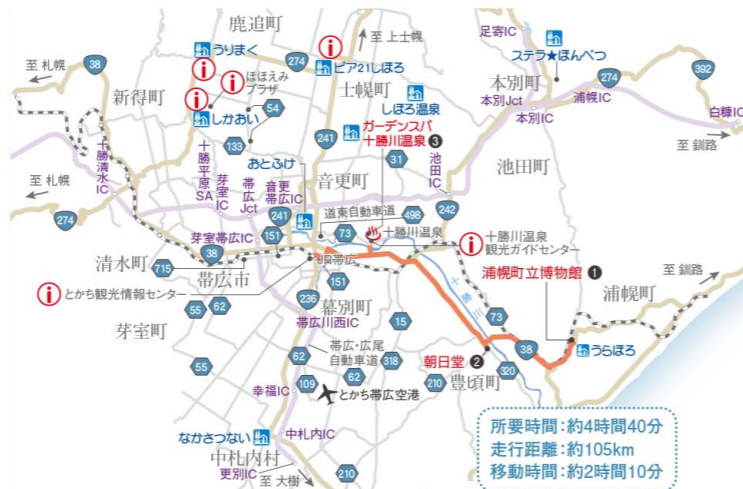 鹿追町
至 上士幌
足寄IC
うりまく
274
ピア21しほろ
ステラ★ほんべつ
392
至 札幌
38
ほほえみ
プラザ
士幌町
本別町
274
新得町
54
しほろ温泉
本別Jct
浦幌IC
しかおい
ガーデンスパ
十勝川温泉 ❸
本別IC
白糠IC
133
241
31
至 釧路
十勝清水IC
十勝平原SA
芽室IC
帯広Jct
おとふけ
音更町
池田IC
池田町
音更帯広IC
至 札幌
241
道東自動車道
498
242
274
151
73
十勝川温泉
十勝川温泉
観光ガイドセンター
芽室帯広IC
38
清水町
JR帯広
浦幌町立博物館 ❶
至 釧路
715
帯広市
151
十勝川
浦幌町
とかち観光情報センター
236
幕別町
73
55
62
帯広川西IC
15
芽室町
朝日堂
❷
38
うらほろ
帯広・広尾
自動車道
318
62
62
320
55
豊頃町
109
210
とかち帯広空港
幸福IC
なかさつない
中札内IC
中札内村
更別IC
至 大樹
210
所要時間：約4時間40分
走行距離：約105km
移動時間：約2時間10分